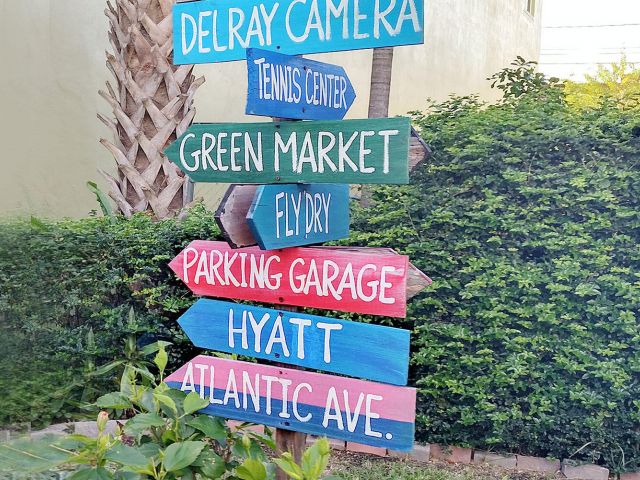 DELRAY CAMERA
TENNIS CENTER
GREEN MARKET
FLY DRY
PARKING GARAGE
HYATT
ATLANTIC AVE.